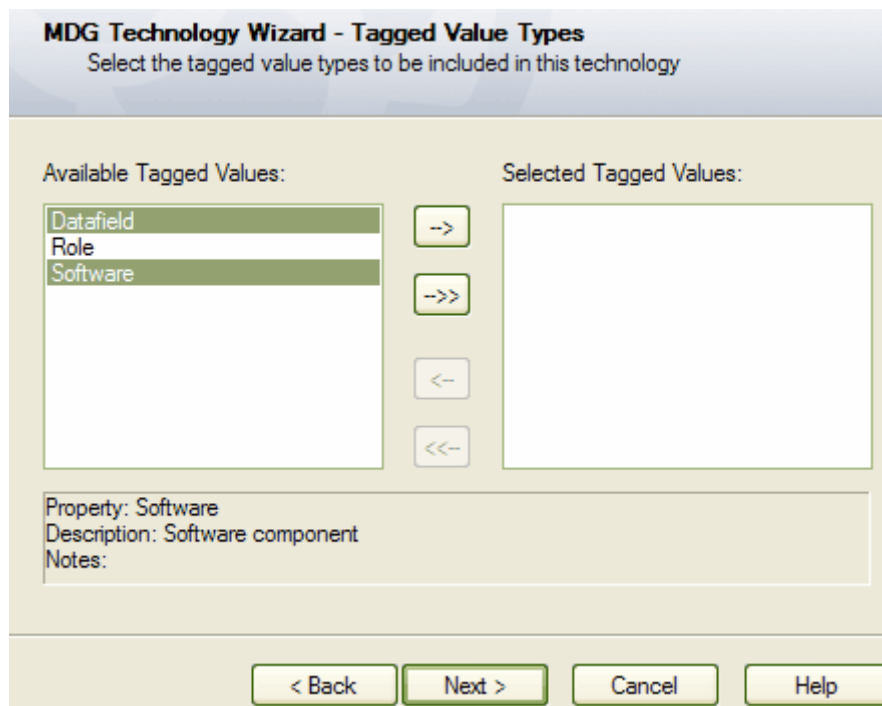 MDG Technology Wizard - Tagged Value Types
Select the tagged value types to be included in this technology
Available Tagged Values:
Selected Tagged Values:
Datafield
Role
Software
-->
-->>
<--
<<--
Property: Software
Description: Software component
Notes:
< Back
Next >
Cancel
Help